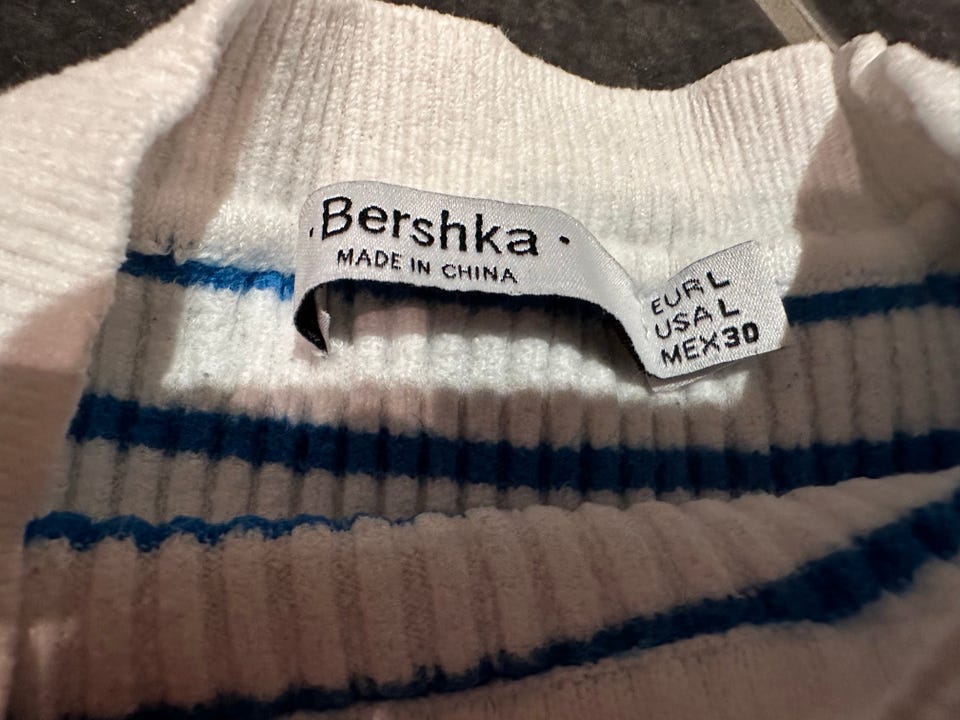 Bershka
MADE IN CHINA
EUR L
USA L
MEX 30